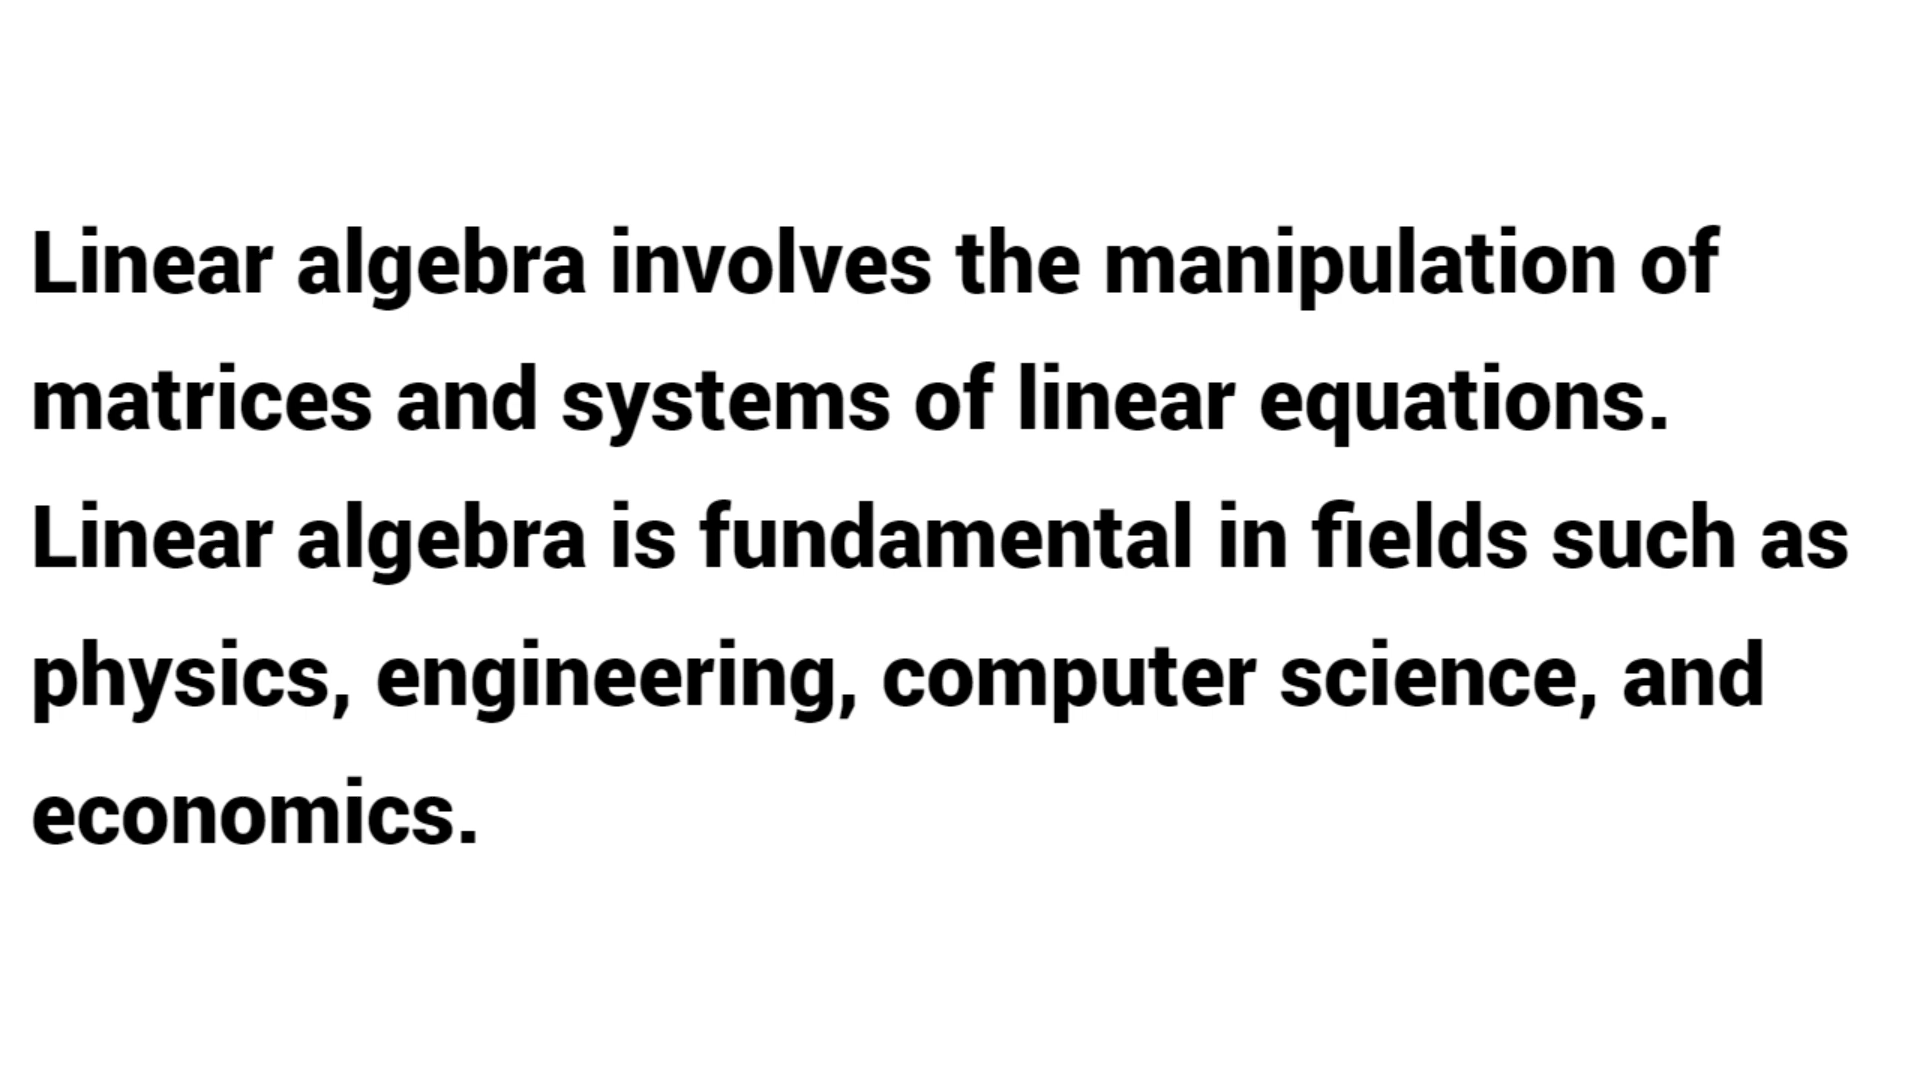 Linear algebra involves the manipulation of
matrices and systems of linear equations.
Linear algebra is fundamental in fields such as
physics, engineering, computer science, and
economics.